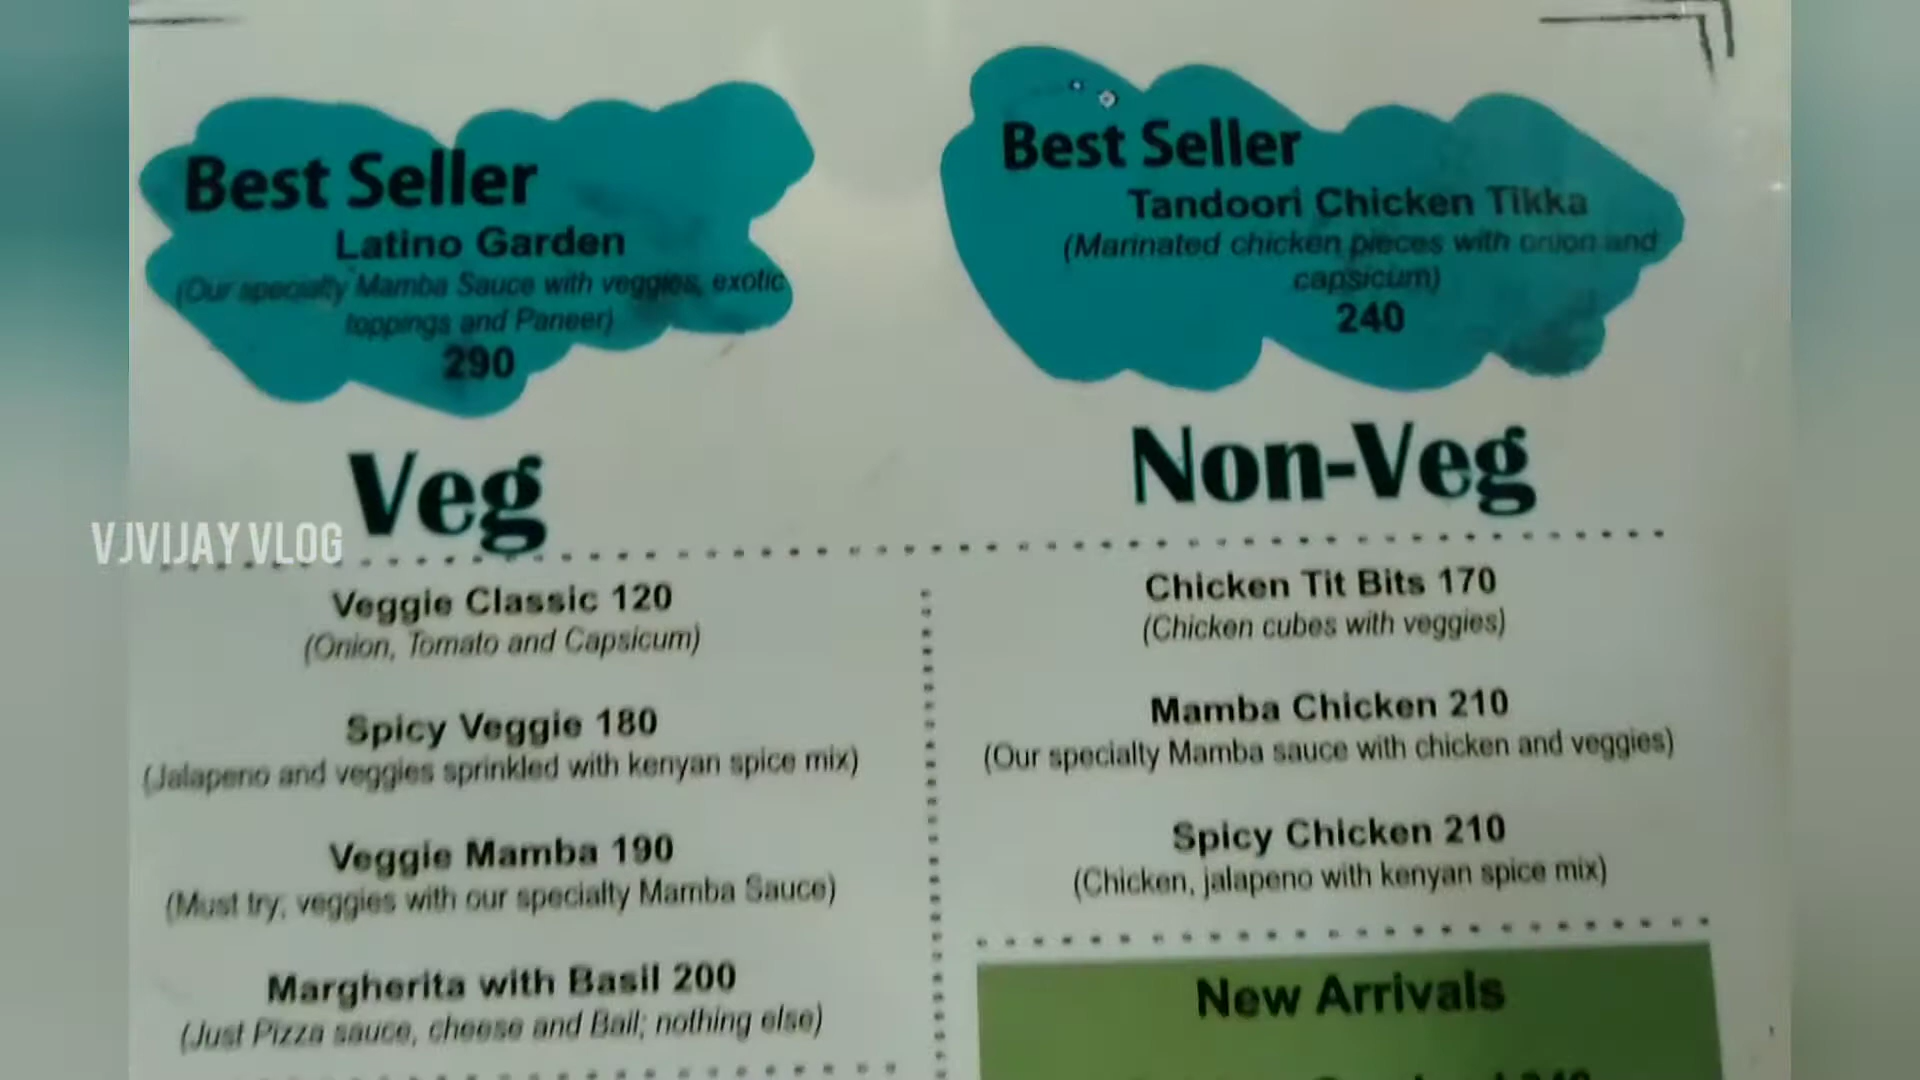 Best Seller
Latino Garden
(Our specialty Mamba Sauce with veggies, exotic
toppings and Paneer)
290
Veg
VJVIJAY VLOG
Veggie Classic 120
(Onion, Tomato and Capsicum)
Spicy Veggie 180
(Jalapeno and veggies sprinkled with kenyan spice mix)
Veggie Mamba 190
(Must try; veggies with our specialty Mamba Sauce)
Margherita with Basil 200
(Just Pizza sauce, cheese and Bail; nothing else)
Best Seller
Tandoori Chicken Tikka
(Marinated chicken pieces with onion and
capsicum)
240
Non-Veg
Chicken Tit Bits 170
(Chicken cubes with veggies)
Mamba Chicken 210
(Our specialty Mamba sauce with chicken and veggies)
Spicy Chicken 210
(Chicken, jalapeno with kenyan spice mix)
New Arrivals